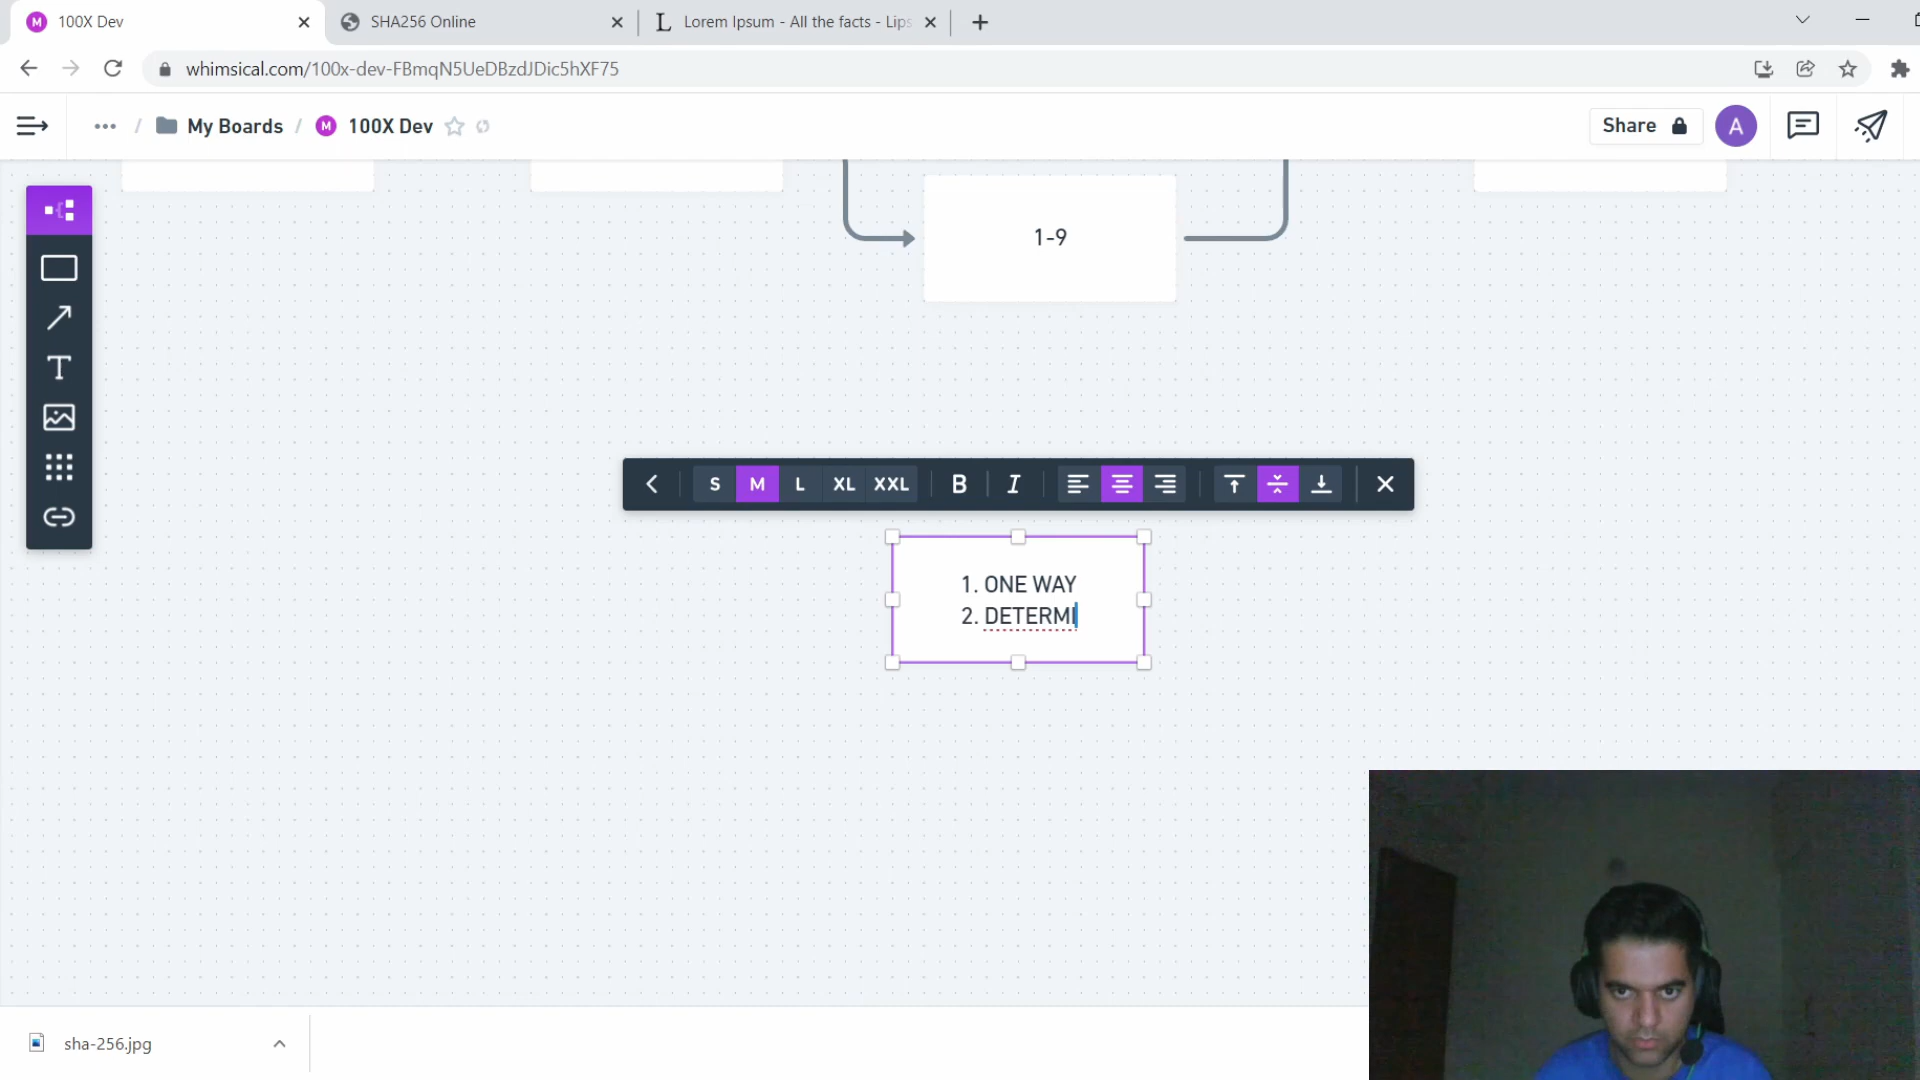 100X Dev
SHA256 Online
Lorem Ipsum - All the facts - Lips
whimsical.com/100x-dev-FBmqN5UeDBzdJDic5hXF75
My Boards / 100X Dev
Share
A
1-9
S M L XL XXL B I
1. ONE WAY
2. DETERMI
sha-256.jpg